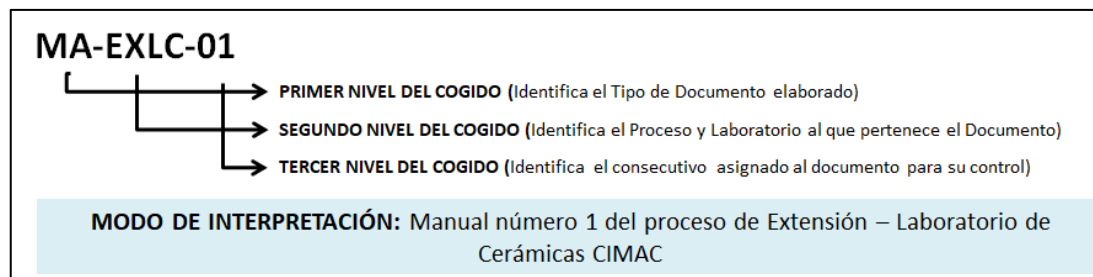 MA-EXLC-01
PRIMER NIVEL DEL COGIDO (Identifica el Tipo de Documento elaborado)
SEGUNDO NIVEL DEL COGIDO (Identifica el Proceso y Laboratorio al que pertenece el Documento)
TERCER NIVEL DEL COGIDO (Identifica el consecutivo asignado al documento para su control)
MODO DE INTERPRETACIÓN: Manual número 1 del proceso de Extensión – Laboratorio de
Cerámicas CIMAC